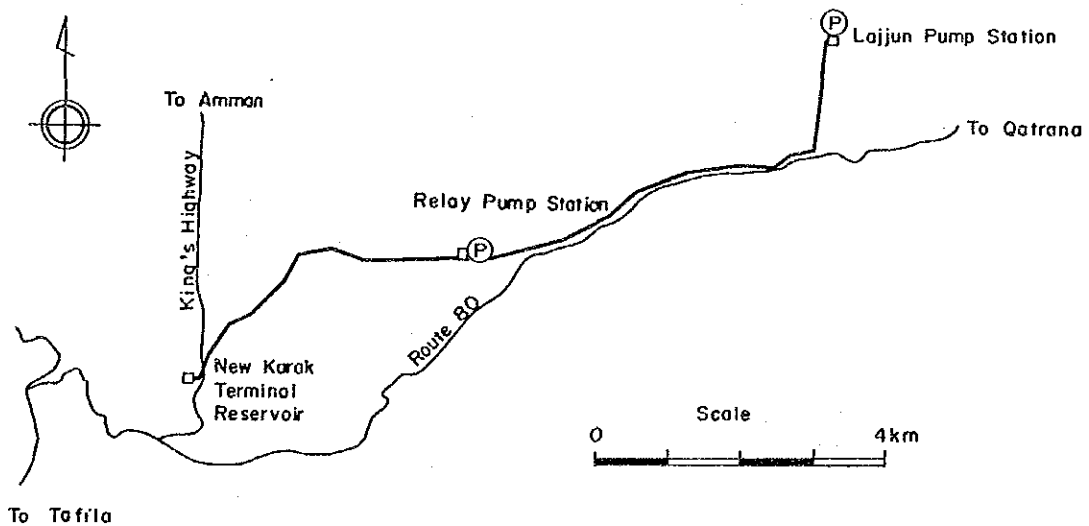 P
Lajjun Pump Station
To Amman
To Qatrana
King's Highway
Relay Pump Station
P
Route 80
New Karak
Terminal
Reservoir
Scale
0 4km
To Tafila